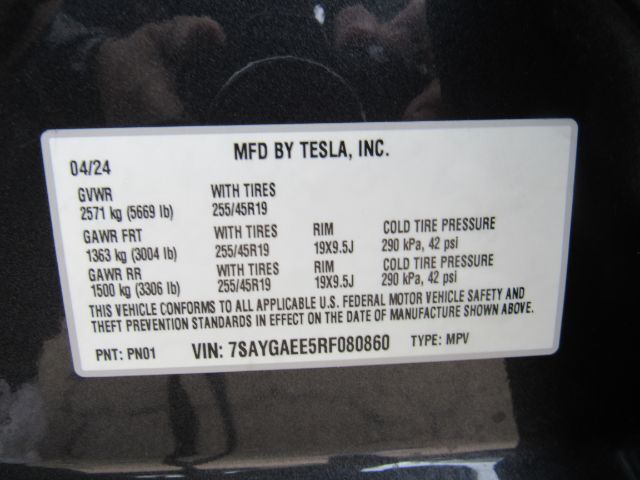 MFD BY TESLA, INC.
04/24
GVWR WITH TIRES
2571 kg (5669 lb) 255/45R19
GAWR FRT WITH TIRES RIM COLD TIRE PRESSURE
1363 kg (3004 lb) 255/45R19 19X9.5J 290 kPa, 42 psi
GAWR RR WITH TIRES RIM COLD TIRE PRESSURE
1500 kg (3306 lb) 255/45R19 19X9.5J 290 kPa, 42 psi
THIS VEHICLE CONFORMS TO ALL APPLICABLE U.S. FEDERAL MOTOR VEHICLE SAFETY AND
THEFT PREVENTION STANDARDS IN EFFECT ON THE DATE OF MANUFACTURE SHOWN ABOVE.
PNT: PN01 VIN: 7SAYGAEE5RF080860 TYPE: MPV